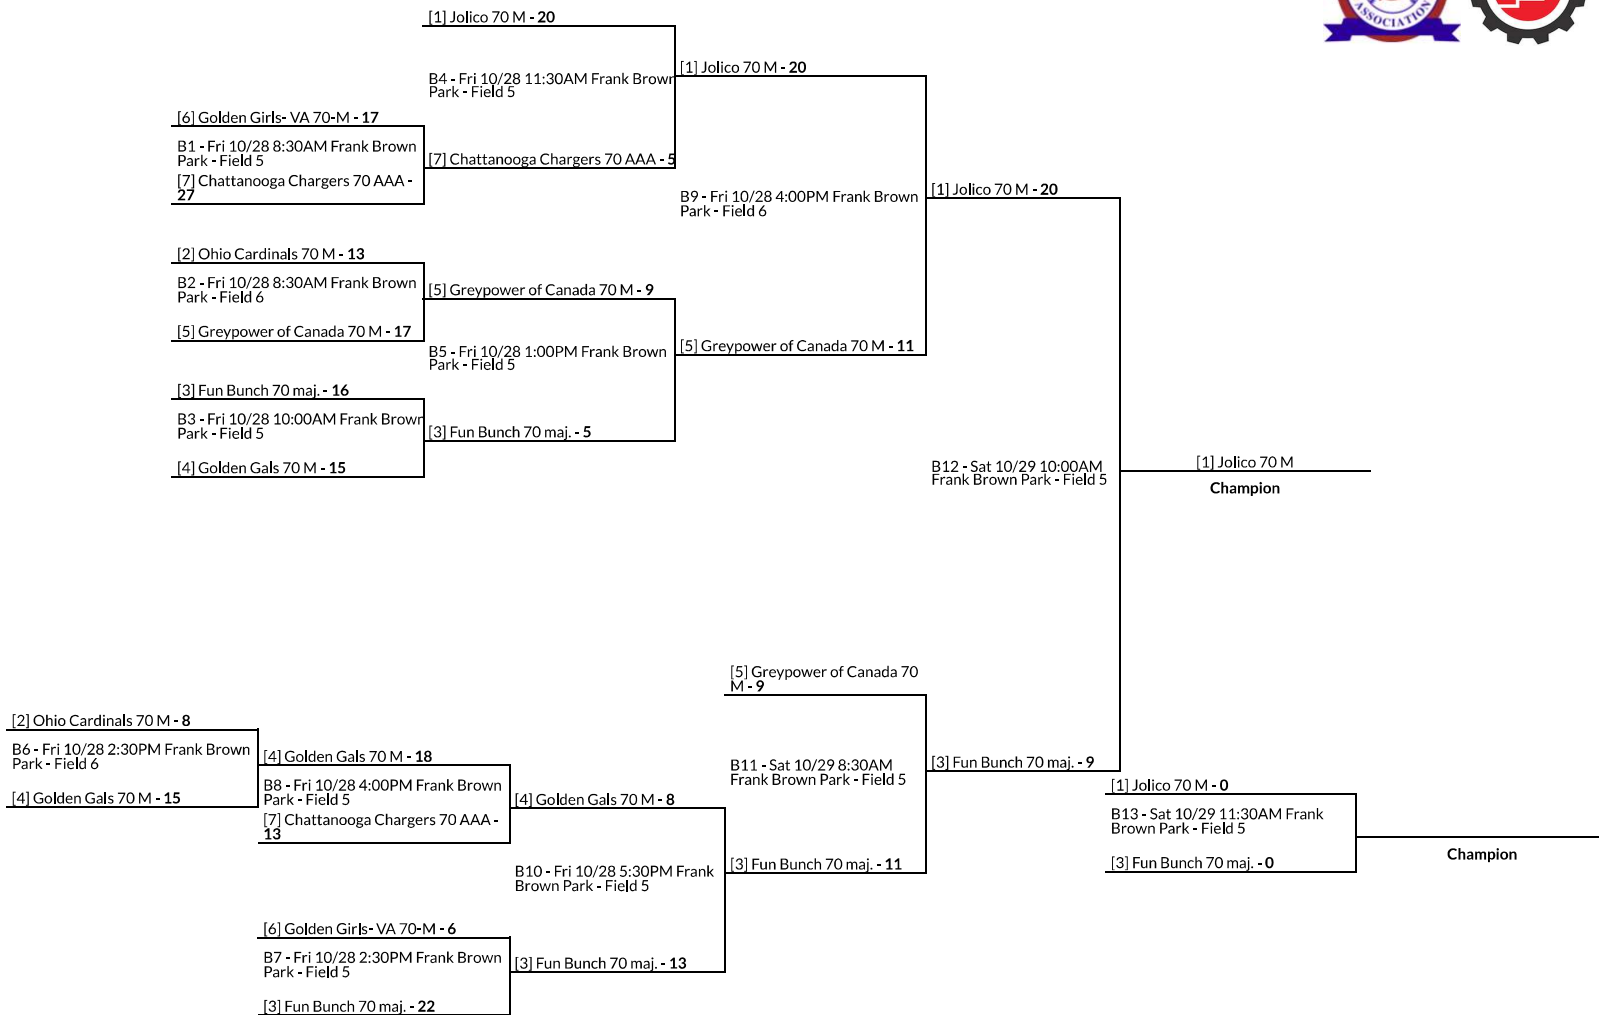 ASSOCIATION
[1] Jolico 70 M - 20
B4 - Fri 10/28 11:30AM Frank Brown
Park - Field 5
[1] Jolico 70 M - 20
[6] Golden Girls- VA 70-M - 17
B1 - Fri 10/28 8:30AM Frank Brown
Park - Field 5
[7] Chattanooga Chargers 70 AAA -
27
[7] Chattanooga Chargers 70 AAA - 5
B9 - Fri 10/28 4:00PM Frank Brown
Park - Field 6
[1] Jolico 70 M - 20
[2] Ohio Cardinals 70 M - 13
B2 - Fri 10/28 8:30AM Frank Brown
Park - Field 6
[5] Greypower of Canada 70 M - 17
[5] Greypower of Canada 70 M - 9
B5 - Fri 10/28 1:00PM Frank Brown
Park - Field 5
[5] Greypower of Canada 70 M - 11
[3] Fun Bunch 70 maj. - 16
B3 - Fri 10/28 10:00AM Frank Brown
Park - Field 5
[4] Golden Gals 70 M - 15
[3] Fun Bunch 70 maj. - 5
B12 - Sat 10/29 10:00AM
Frank Brown Park - Field 5
[1] Jolico 70 M
Champion
[5] Greypower of Canada 70
M - 9
[2] Ohio Cardinals 70 M - 8
B6 - Fri 10/28 2:30PM Frank Brown
Park - Field 6
[4] Golden Gals 70 M - 15
[4] Golden Gals 70 M - 18
B8 - Fri 10/28 4:00PM Frank Brown
Park - Field 5
[7] Chattanooga Chargers 70 AAA -
13
[4] Golden Gals 70 M - 8
B11 - Sat 10/29 8:30AM
Frank Brown Park - Field 5
[3] Fun Bunch 70 maj. - 9
[1] Jolico 70 M - 0
B13 - Sat 10/29 11:30AM Frank
Brown Park - Field 5
[3] Fun Bunch 70 maj. - 0
Champion
B10 - Fri 10/28 5:30PM Frank
Brown Park - Field 5
[3] Fun Bunch 70 maj. - 11
[6] Golden Girls- VA 70-M - 6
B7 - Fri 10/28 2:30PM Frank Brown
Park - Field 5
[3] Fun Bunch 70 maj. - 22
[3] Fun Bunch 70 maj. - 13